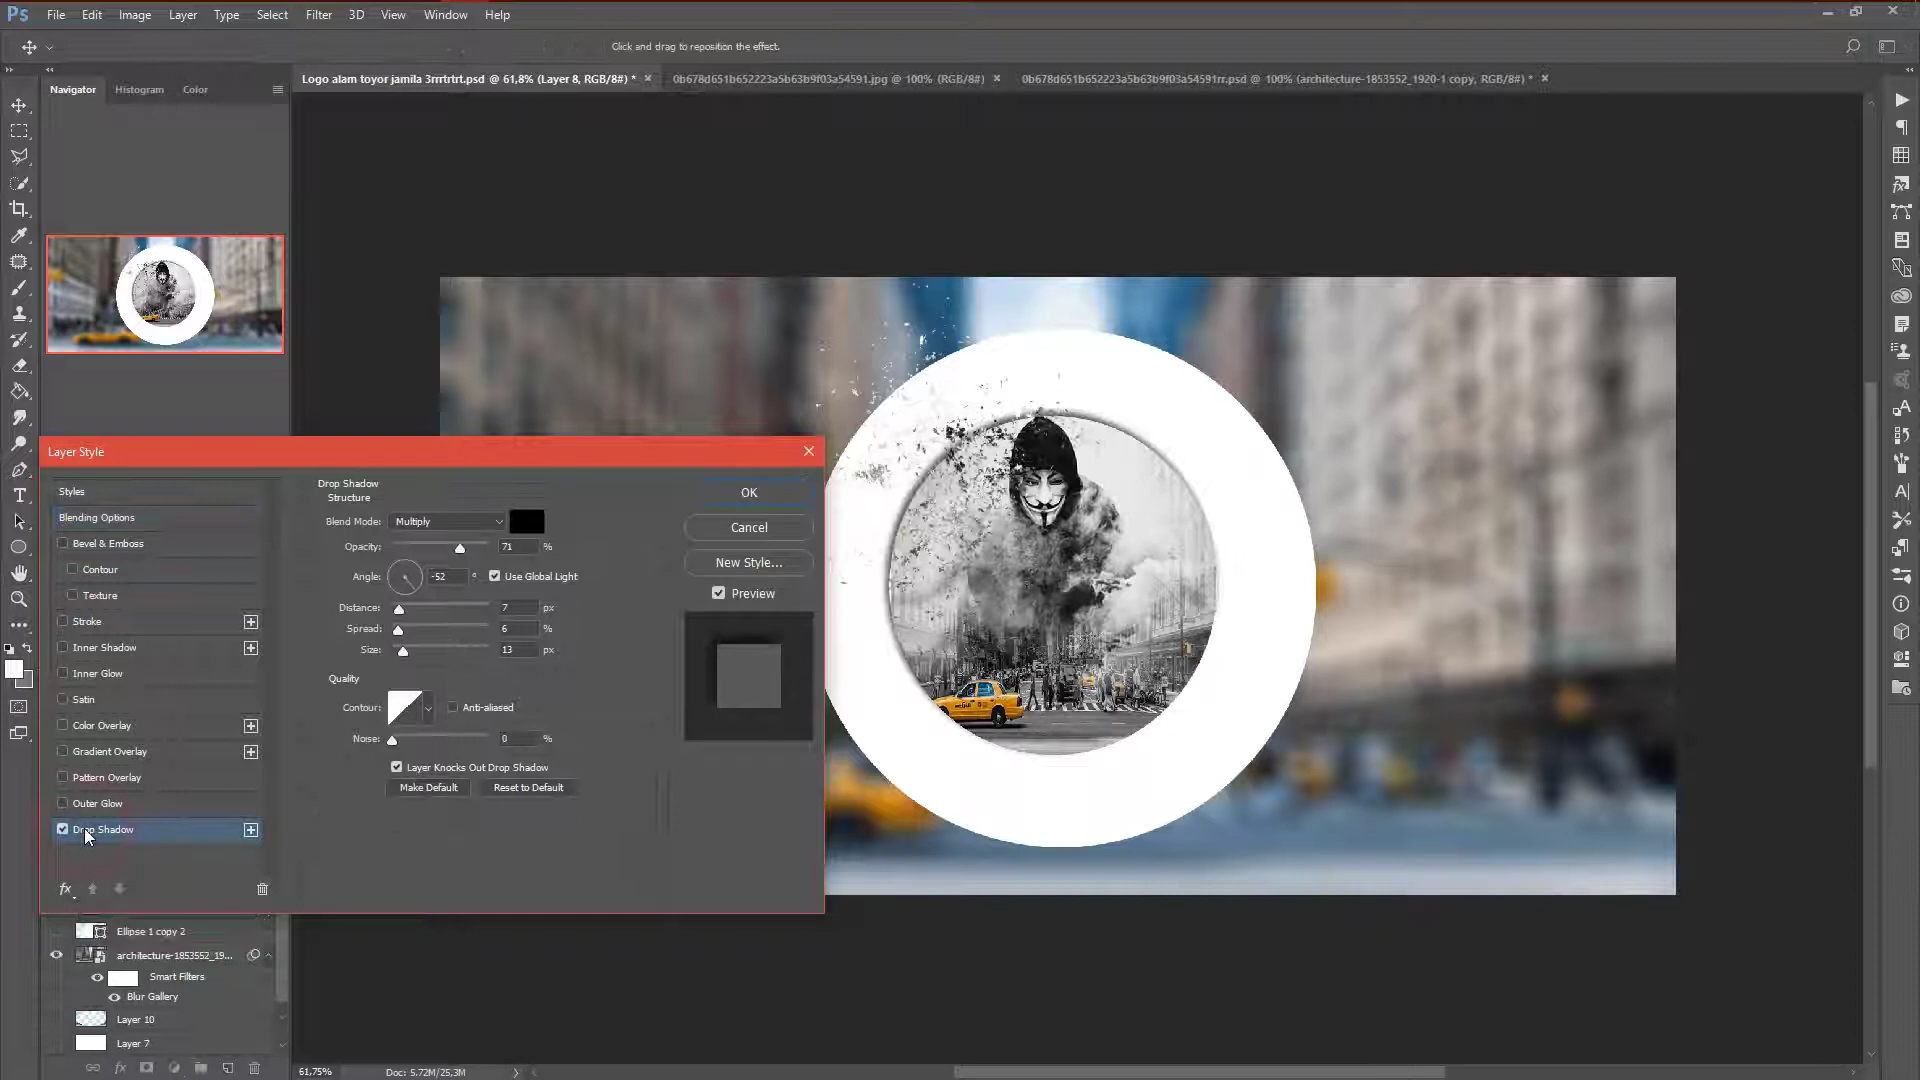 Ps File Edit Image Layer Type Select Filter 3D View Window Help
Click and drag to reposition the effect.
Logo alam toyor jamila 3rrrtrtrt.psd @ 61,8% (Layer 8, RGB/8#) * × 0b678d651b652223a5b63b9f03a54591.jpg @ 100% (RGB/8#) × 0b678d651b652223a5b63b9f03a54591rr.psd @ 100% (architecture-1853552_1920-1 copy, RGB/8#) * ×
Navigator Histogram Color
Layer Style
Styles
Blending Options
Bevel & Emboss
Contour
Texture
Stroke
Inner Shadow
Inner Glow
Satin
Color Overlay
Gradient Overlay
Pattern Overlay
Outer Glow
Drop Shadow
fx
Drop Shadow
Structure
Blend Mode: Multiply
Opacity: 71 %
Angle: -52 ° Use Global Light
Distance: 7 px
Spread: 6 %
Size: 13 px
Quality
Contour: Anti-aliased
Noise: 0 %
Layer Knocks Out Drop Shadow
Make Default Reset to Default
OK
Cancel
New Style...
Preview
Ellipse 1 copy 2
architecture-1853552_19...
Smart Filters
Blur Gallery
Layer 10
Layer 7
fx
61,75% Doc: 5.72M/25,3M